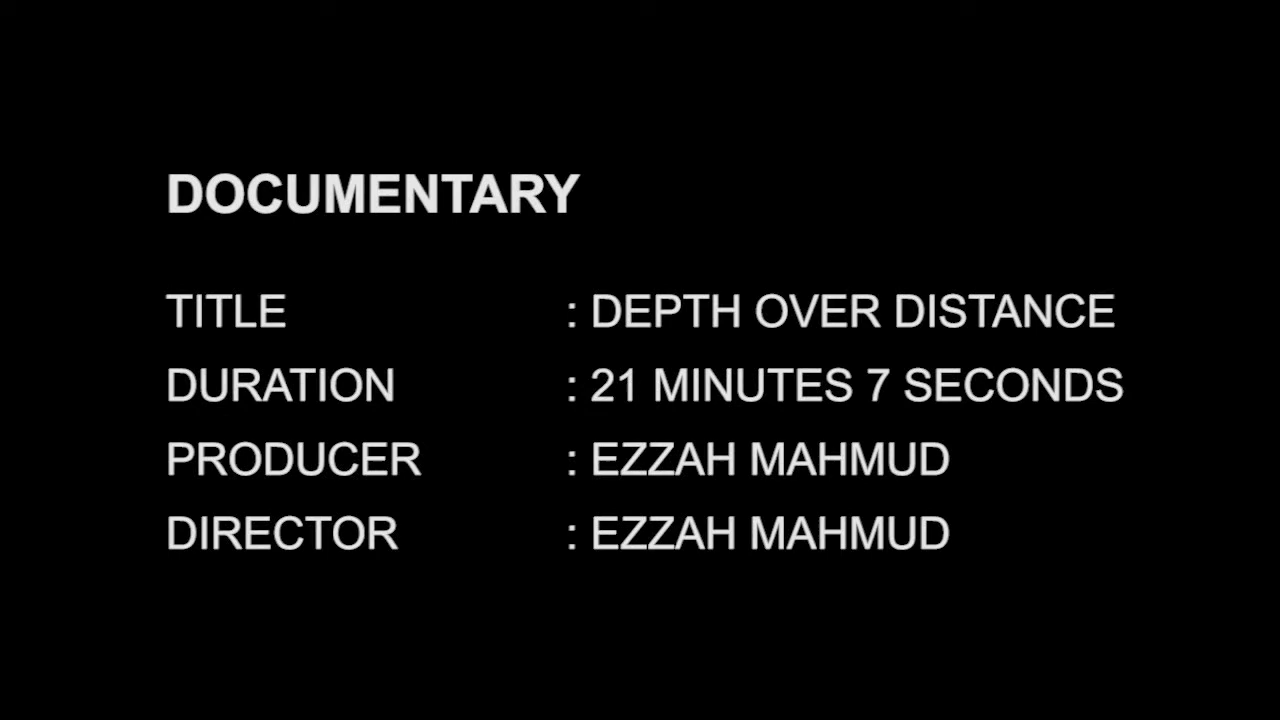 DOCUMENTARY
TITLE : DEPTH OVER DISTANCE
DURATION : 21 MINUTES 7 SECONDS
PRODUCER : EZZAH MAHMUD
DIRECTOR : EZZAH MAHMUD